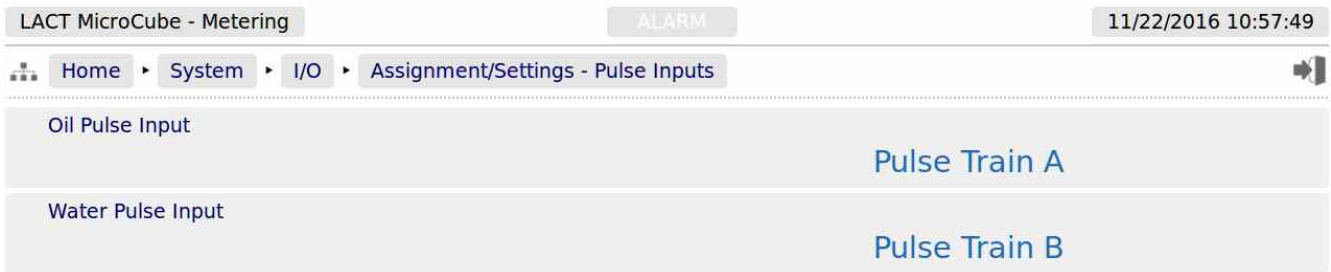 LACT MicroCube - Metering ALARM 11/22/2016 10:57:49
Home ‣ System ‣ I/O ‣ Assignment/Settings - Pulse Inputs
Oil Pulse Input
Pulse Train A
Water Pulse Input
Pulse Train B